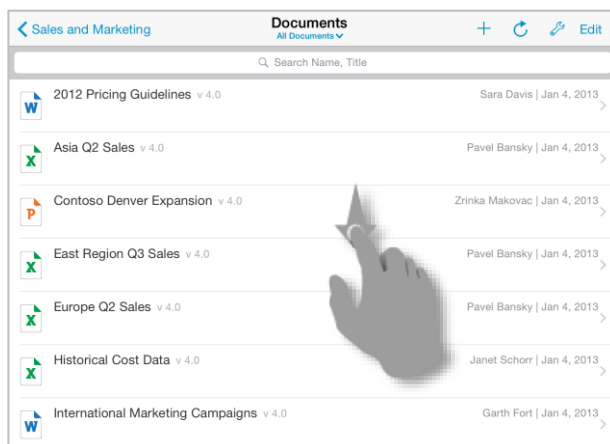 Sales and Marketing
Documents
All Documents
Edit
Search Name, Title
2012 Pricing Guidelines v 4.0 Sara Davis | Jan 4, 2013
W
Asia Q2 Sales v 4.0 Pavel Bansky | Jan 4, 2013
X
Contoso Denver Expansion v 4.0 Zrinka Makovac | Jan 4, 2013
P
East Region Q3 Sales v 4.0 Pavel Bansky | Jan 4, 2013
X
Europe Q2 Sales v 4.0 Pavel Bansky | Jan 4, 2013
X
Historical Cost Data v 4.0 Janet Schorr | Jan 4, 2013
X
International Marketing Campaigns v 4.0 Garth Fort | Jan 4, 2013
W